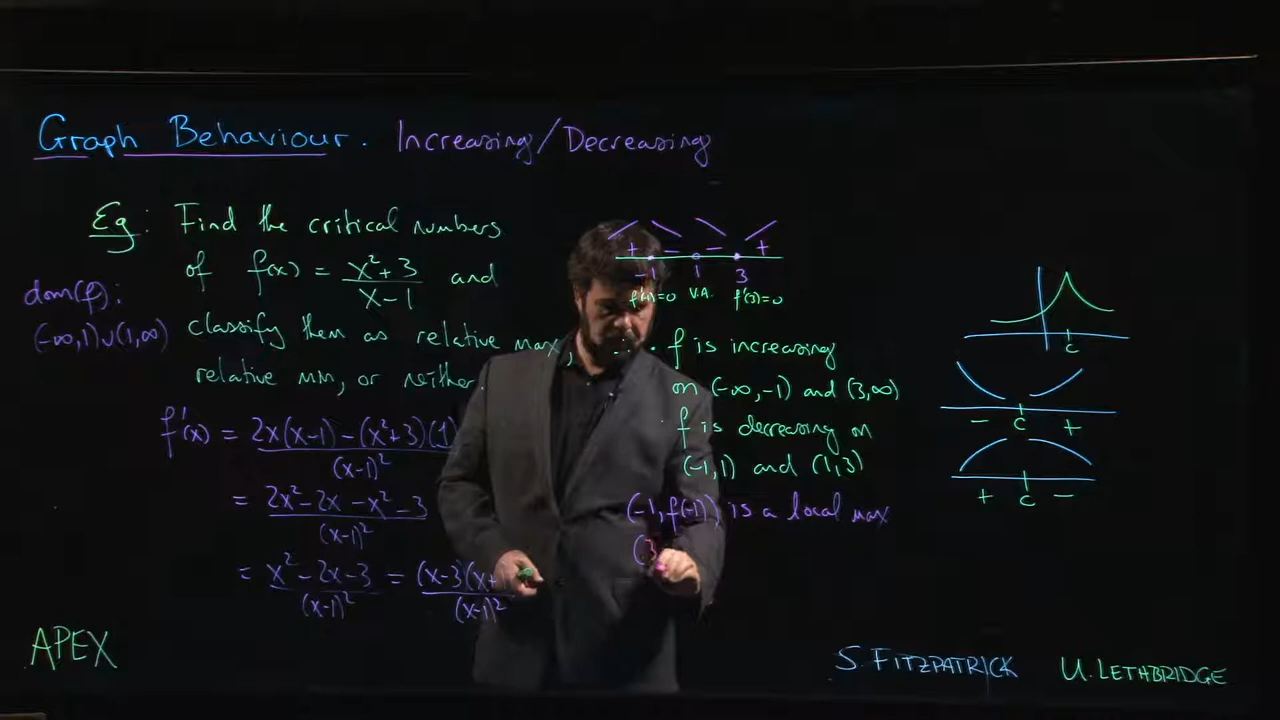 Graph Behaviour. Increasing/Decreasing
Eg: Find the critical numbers
of f(x) = (x²+3)/(x-1) and
dom(f):
(-∞,1)∪(1,∞)
classify them as relative max,
relative min, or neither.
f'(x) = (2x(x-1)-(x²+3)(1))/(x-1)²
= (2x²-2x-x²-3)/(x-1)²
= (x²-2x-3)/(x-1)² = (x-3)(x+
(x-1)²
+ - - +
-1 1 3
f'(-1)=0 V.A. f'(3)=0
f is increasing
on (-∞,-1) and (3,∞)
f is decreasing on
(-1,1) and (1,3)
(-1,f(-1)) is a local max
(3
c
- c +
+ c -
APEX
S. FITZPATRICK U. LETHBRIDGE